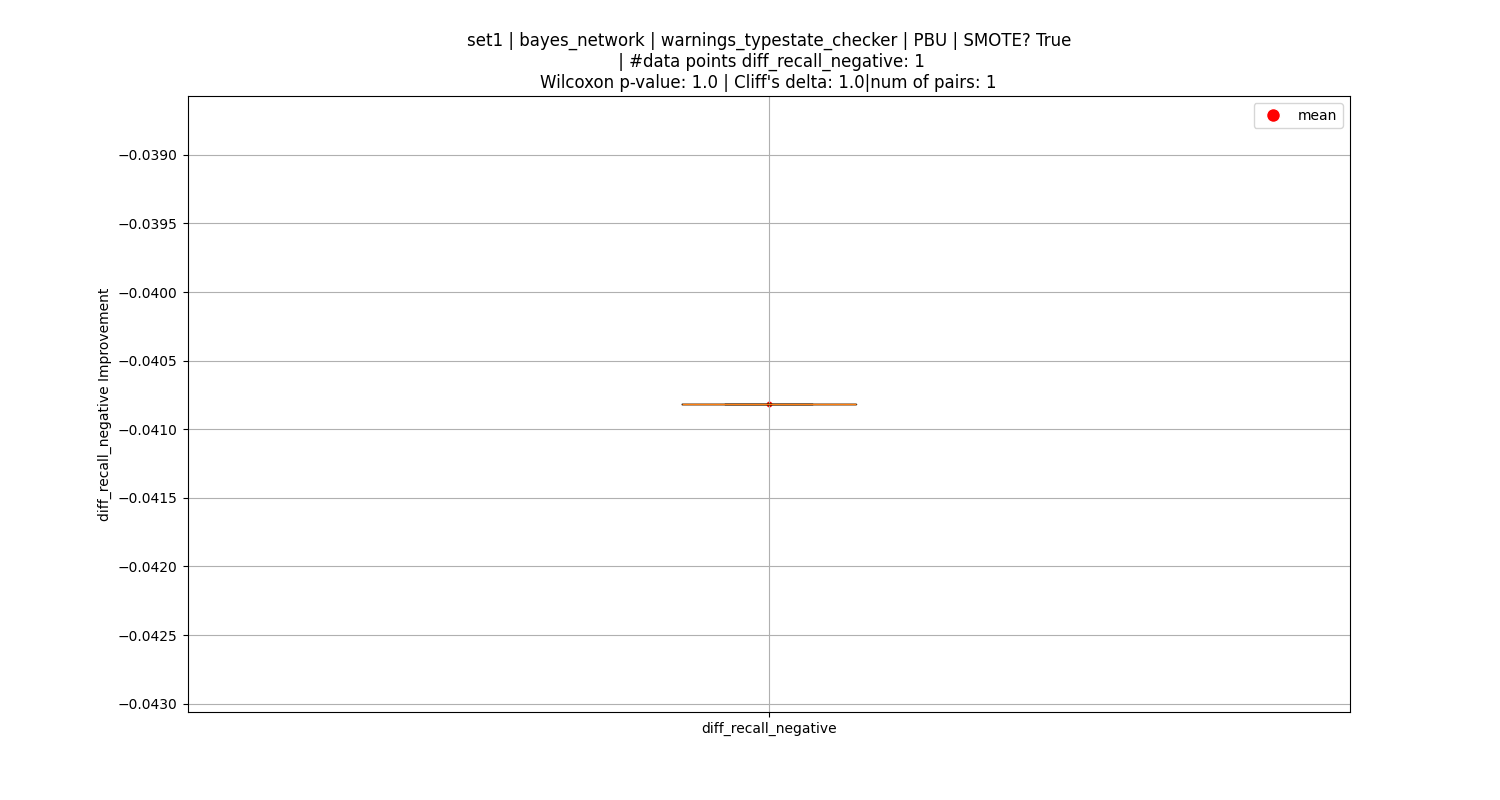 set1 | bayes_network | warnings_typestate_checker | PBU | SMOTE? True
| #data points diff_recall_negative: 1
Wilcoxon p-value: 1.0 | Cliff's delta: 1.0|num of pairs: 1
mean
−0.0390
−0.0395
−0.0400
−0.0405
−0.0410
−0.0415
−0.0420
−0.0425
−0.0430
diff_recall_negative Improvement
diff_recall_negative